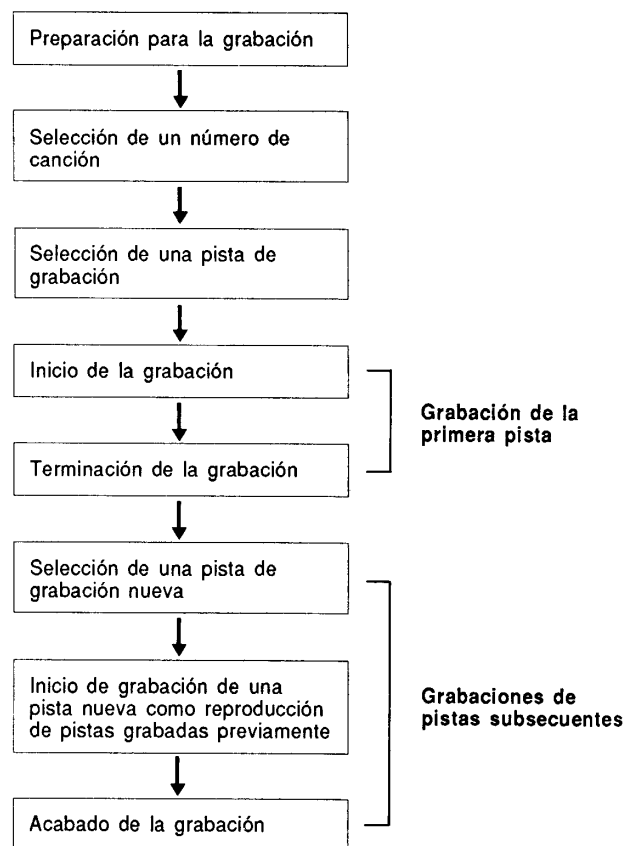 Preparación para la grabación
Selección de un número de
canción
Selección de una pista de
grabación
Inicio de la grabación
Grabación de la
primera pista
Terminación de la grabación
Selección de una pista de
grabación nueva
Inicio de grabación de una
pista nueva como reproducción
de pistas grabadas previamente
Grabaciones de
pistas subsecuentes
Acabado de la grabación